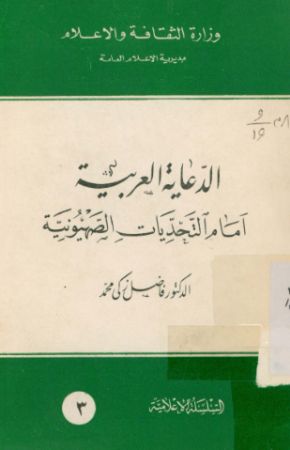 وزارة الثقافة والاعلام
مديرية الاعلام العامة
الدعاية العربية
امام التحديات الصهيونية
الدكتور فاضل زكي محمد
السلسلة الاعلامية
٣